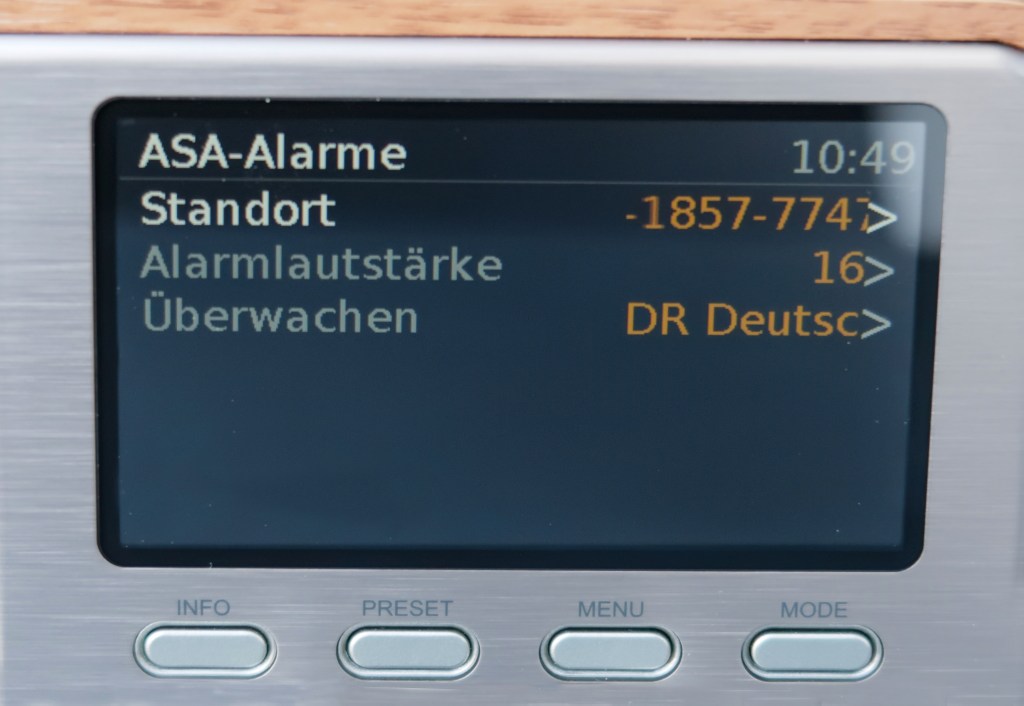 ASA-Alarme 10:49
Standort -1857-7747>
Alarmlautstärke 16>
Überwachen DR Deutsc>
INFO PRESET MENU MODE